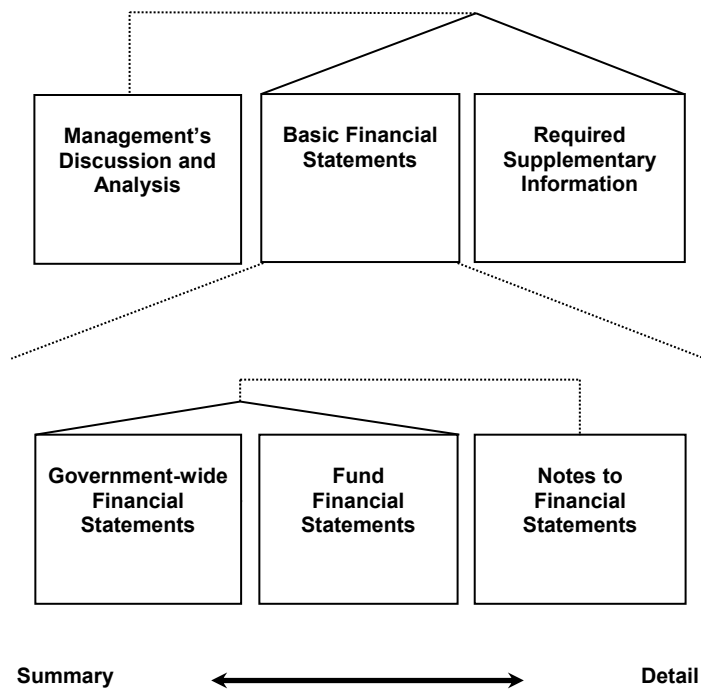 Management’s
Discussion and
Analysis
Basic Financial
Statements
Required
Supplementary
Information
Government-wide
Financial
Statements
Fund
Financial
Statements
Notes to
Financial
Statements
Summary
Detail